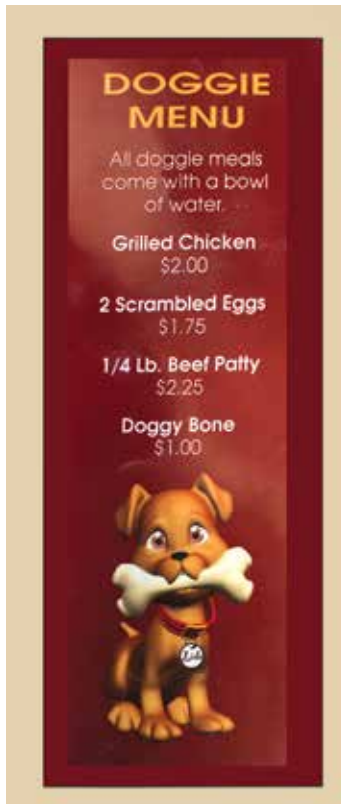 DOGGIE
MENU
All doggie meals
come with a bowl
of water.
Grilled Chicken
$2.00
2 Scrambled Eggs
$1.75
1/4 Lb. Beef Patty
$2.25
Doggy Bone
$1.00